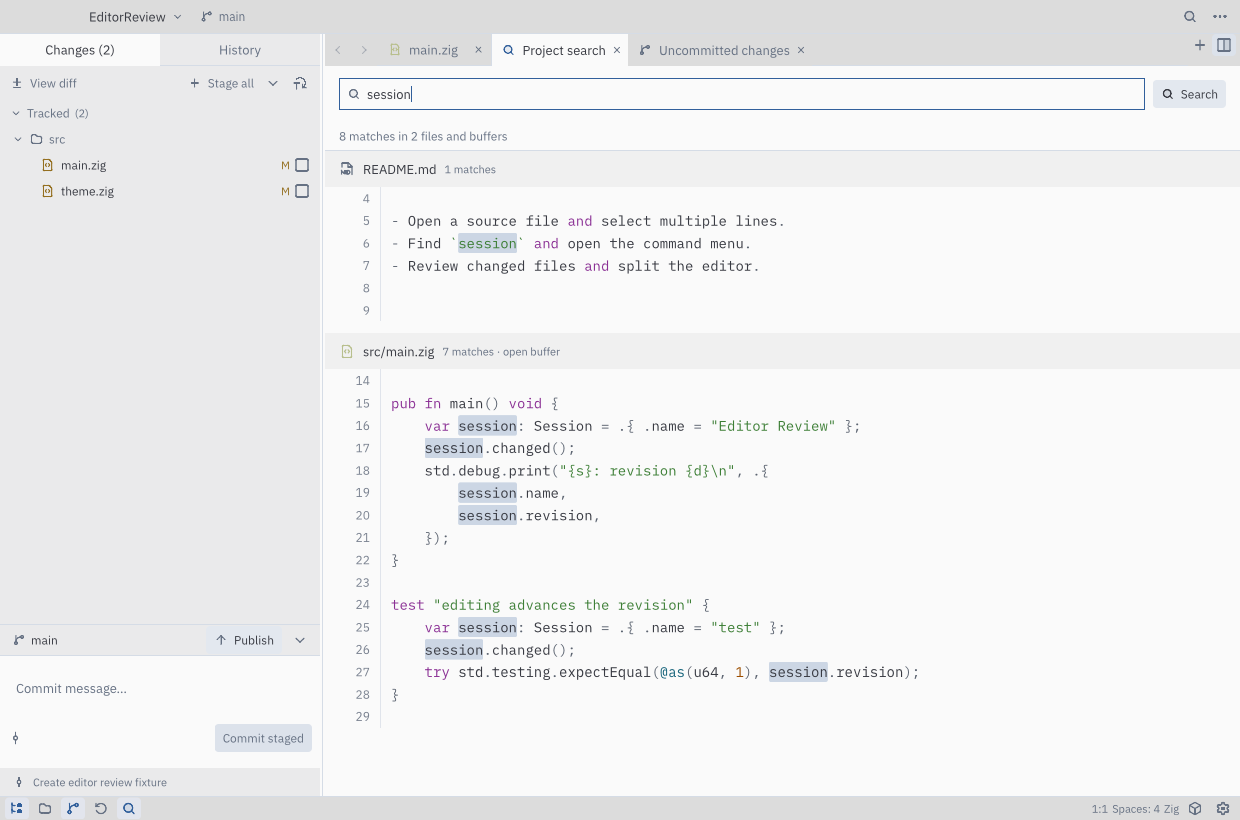 EditorReview main
Changes (2) History
main.zig Project search Uncommitted changes
View diff Stage all
Tracked (2)
src
main.zig M
theme.zig M
session Search
8 matches in 2 files and buffers
README.md 1 matches
4
5 - Open a source file and select multiple lines.
6 - Find `session` and open the command menu.
7 - Review changed files and split the editor.
8
9
src/main.zig 7 matches · open buffer
14
15 pub fn main() void {
16     var session: Session = .{ .name = "Editor Review" };
17     session.changed();
18     std.debug.print("{s}: revision {d}\n", .{
19         session.name,
20         session.revision,
21     });
22 }
23
24 test "editing advances the revision" {
25     var session: Session = .{ .name = "test" };
26     session.changed();
27     try std.testing.expectEqual(@as(u64, 1), session.revision);
28 }
29
main Publish
Commit message...
Commit staged
Create editor review fixture
1:1 Spaces: 4 Zig